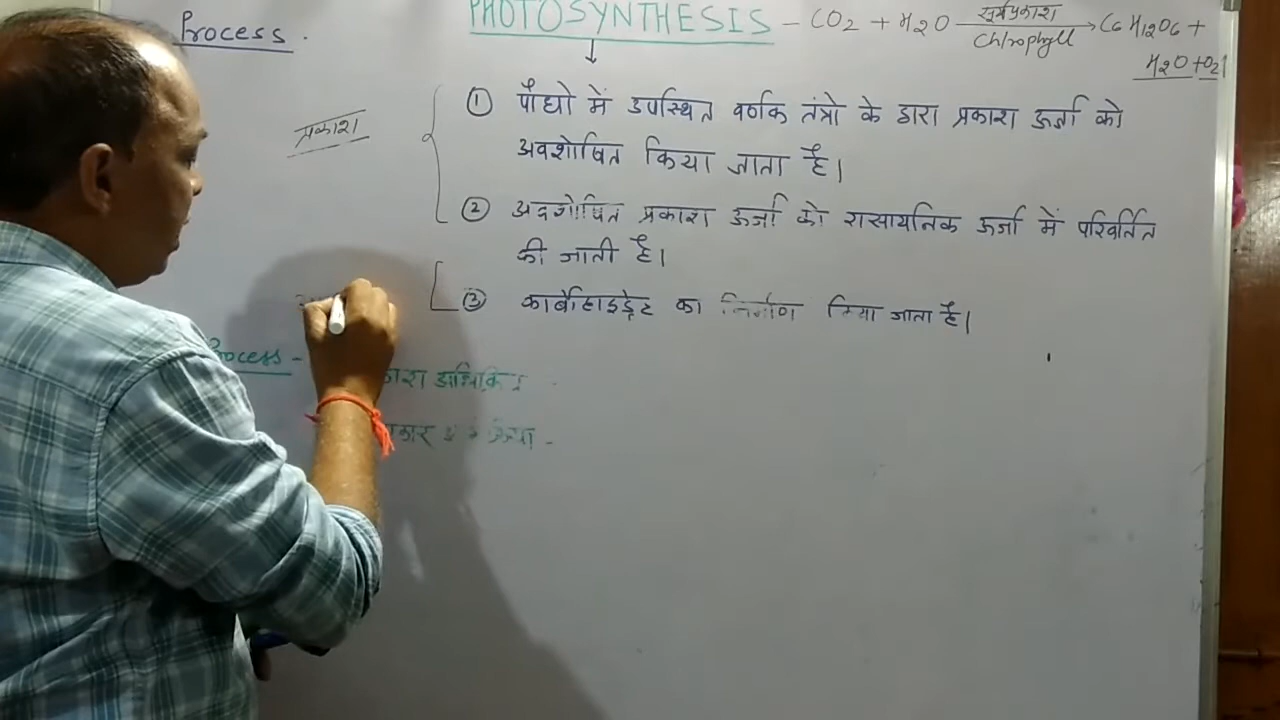 Process.
PHOTOSYNTHESIS - CO2 + H2O सूर्यप्रकाश Chlorophyll → C6H12O6 +
H2O + O2↑
प्रकाश
① पौधो में उपस्थित वर्णक तंत्रो के द्वारा प्रकाश ऊर्जा को
अवशोषित किया जाता है।
② अवशोषित प्रकाश ऊर्जा को रासायनिक ऊर्जा में परिवर्तित
की जाती है।
③ कार्बोहाइड्रेट का निर्माण किया जाता है।
Process -